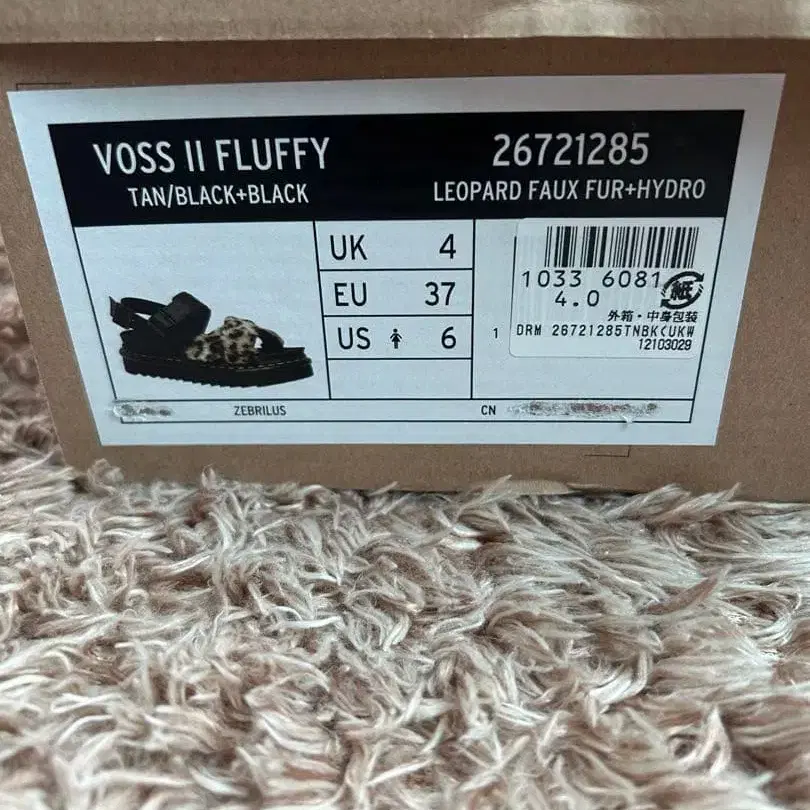 VOSS II FLUFFY
TAN/BLACK+BLACK
26721285
LEOPARD FAUX FUR+HYDRO
UK 4
EU 37
US 6
1
1033 6081
4.0
紙
外箱・中身包装
DRM 26721285TNBK(UKW
12103029
ZEBRILUS
CN